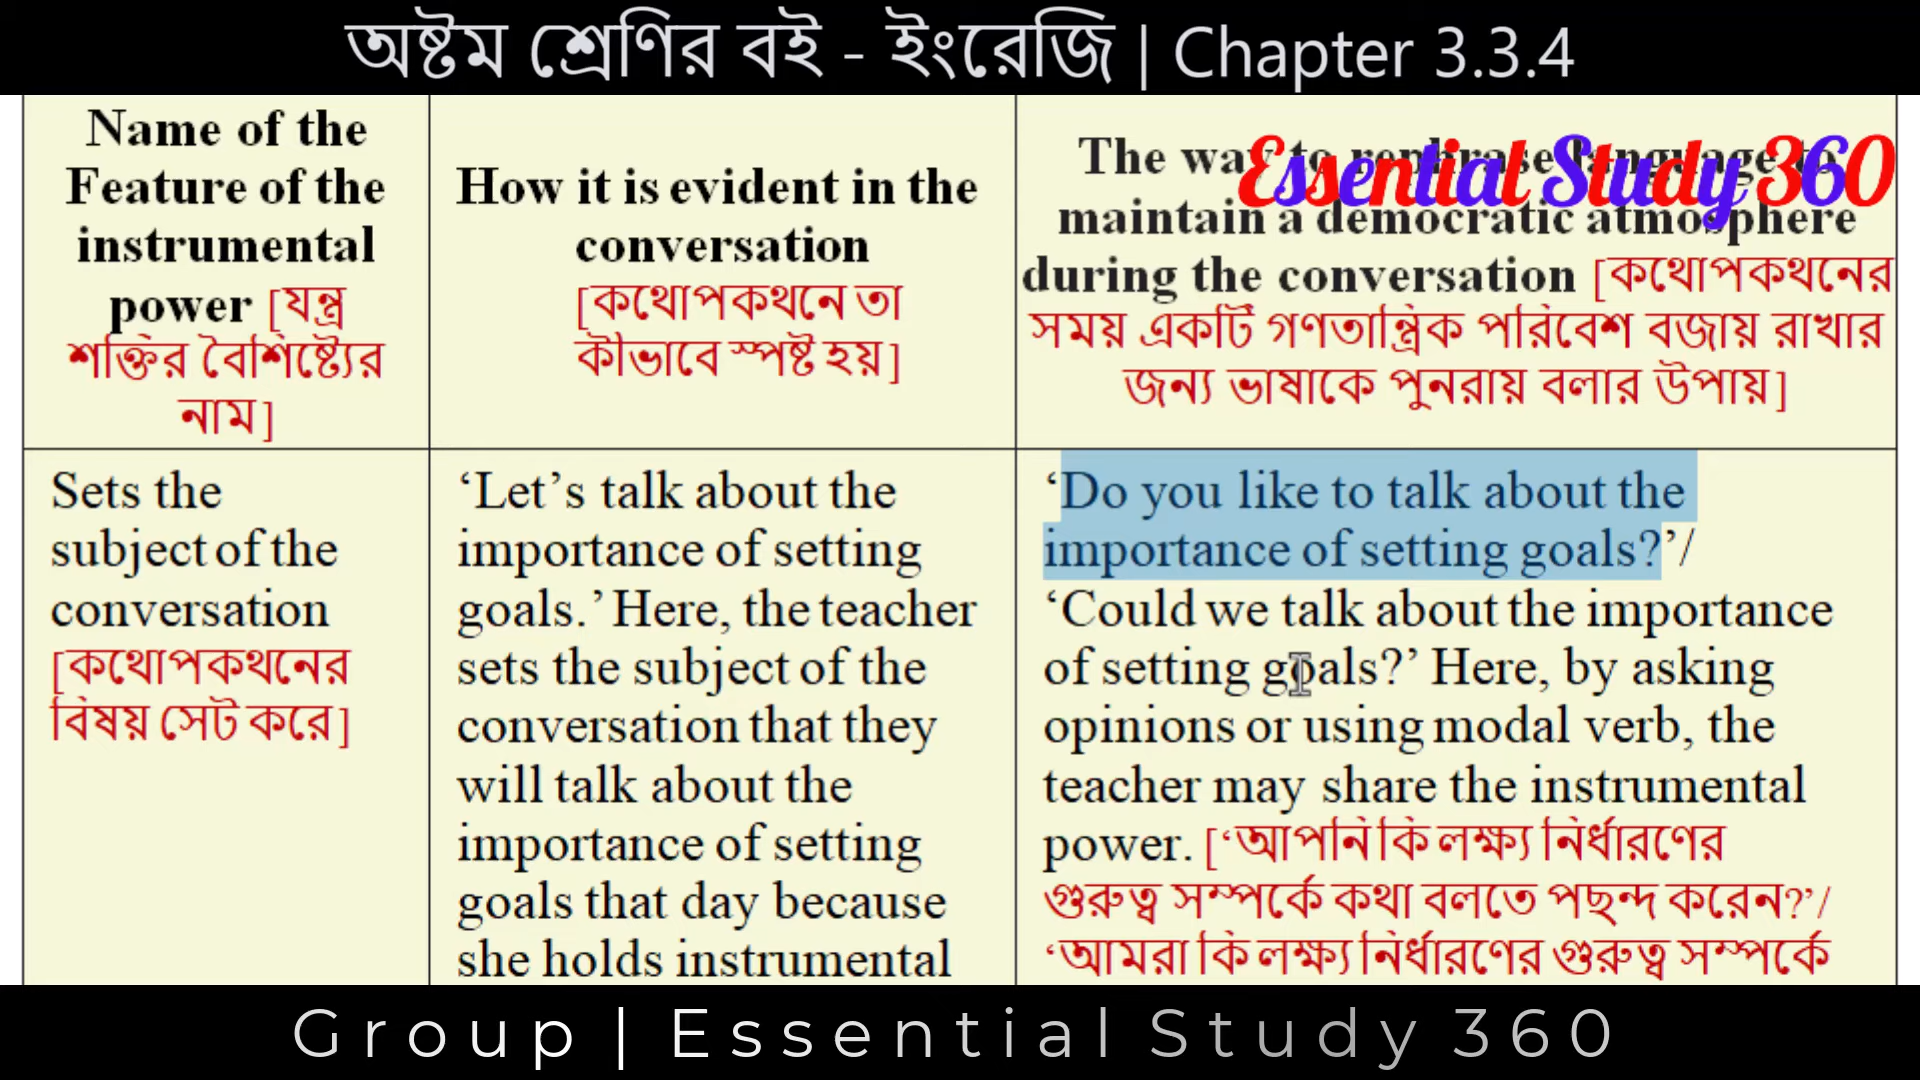 অষ্টম শ্রেণির বই - ইংরেজি | Chapter 3.3.4
Name of the
Feature of the
instrumental
power [যন্ত্র
শক্তির বৈশিষ্ট্যের
নাম]
How it is evident in the
conversation
[কথোপকথনে তা
কীভাবে স্পষ্ট হয়]
The way to rephrase language to
Essential Study 360
maintain a democratic atmosphere
during the conversation [কথোপকথনের
সময় একটি গণতান্ত্রিক পরিবেশ বজায় রাখার
জন্য ভাষাকে পুনরায় বলার উপায়]
Sets the
subject of the
conversation
[কথোপকথনের
বিষয় সেট করে]
‘Let’s talk about the
importance of setting
goals.’ Here, the teacher
sets the subject of the
conversation that they
will talk about the
importance of setting
goals that day because
she holds instrumental
‘Do you like to talk about the
importance of setting goals?’/
‘Could we talk about the importance
of setting goals?’ Here, by asking
opinions or using modal verb, the
teacher may share the instrumental
power. [‘আপনি কি লক্ষ্য নির্ধারণের
গুরুত্ব সম্পর্কে কথা বলতে পছন্দ করেন?’/
‘আমরা কি লক্ষ্য নির্ধারণের গুরুত্ব সম্পর্কে
Group | Essential Study 360